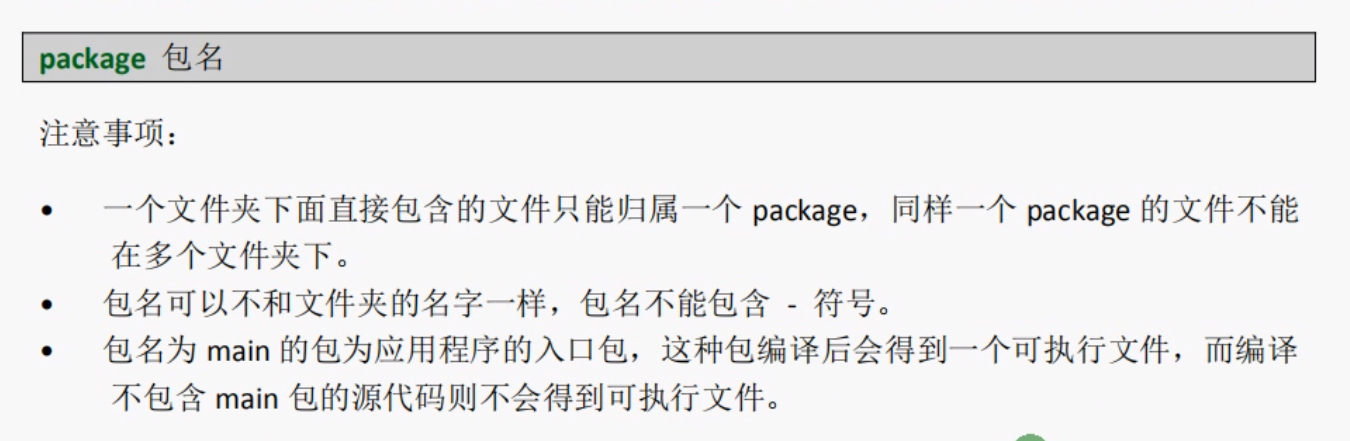 package 包名
注意事项：
• 一个文件夹下面直接包含的文件只能归属一个 package，同样一个 package 的文件不能
在多个文件夹下。
• 包名可以不和文件夹的名字一样，包名不能包含 - 符号。
• 包名为 main 的包为应用程序的入口包，这种包编译后会得到一个可执行文件，而编译
不包含 main 包的源代码则不会得到可执行文件。